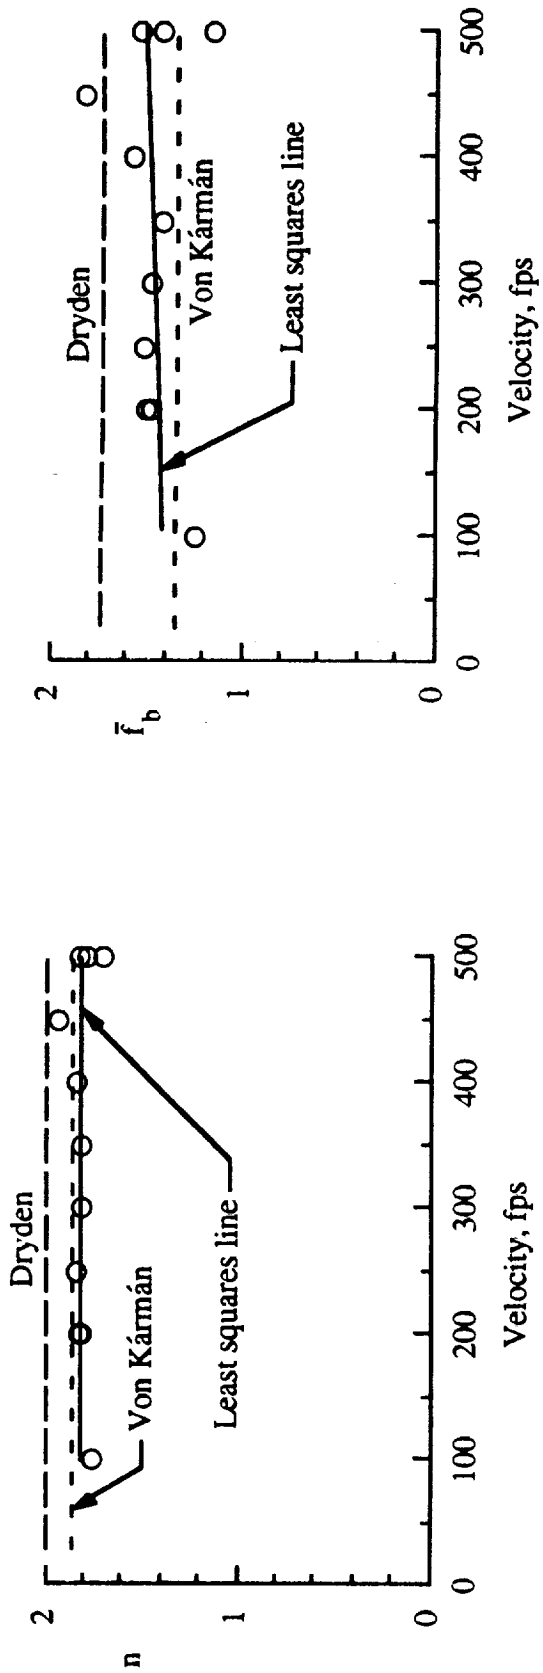 2
1
0
n
Dryden
Von Kármán
Least squares line
0
100
200
300
400
500
Velocity, fps
2
1
0
f̄b
Dryden
Von Kármán
Least squares line
0
100
200
300
400
500
Velocity, fps